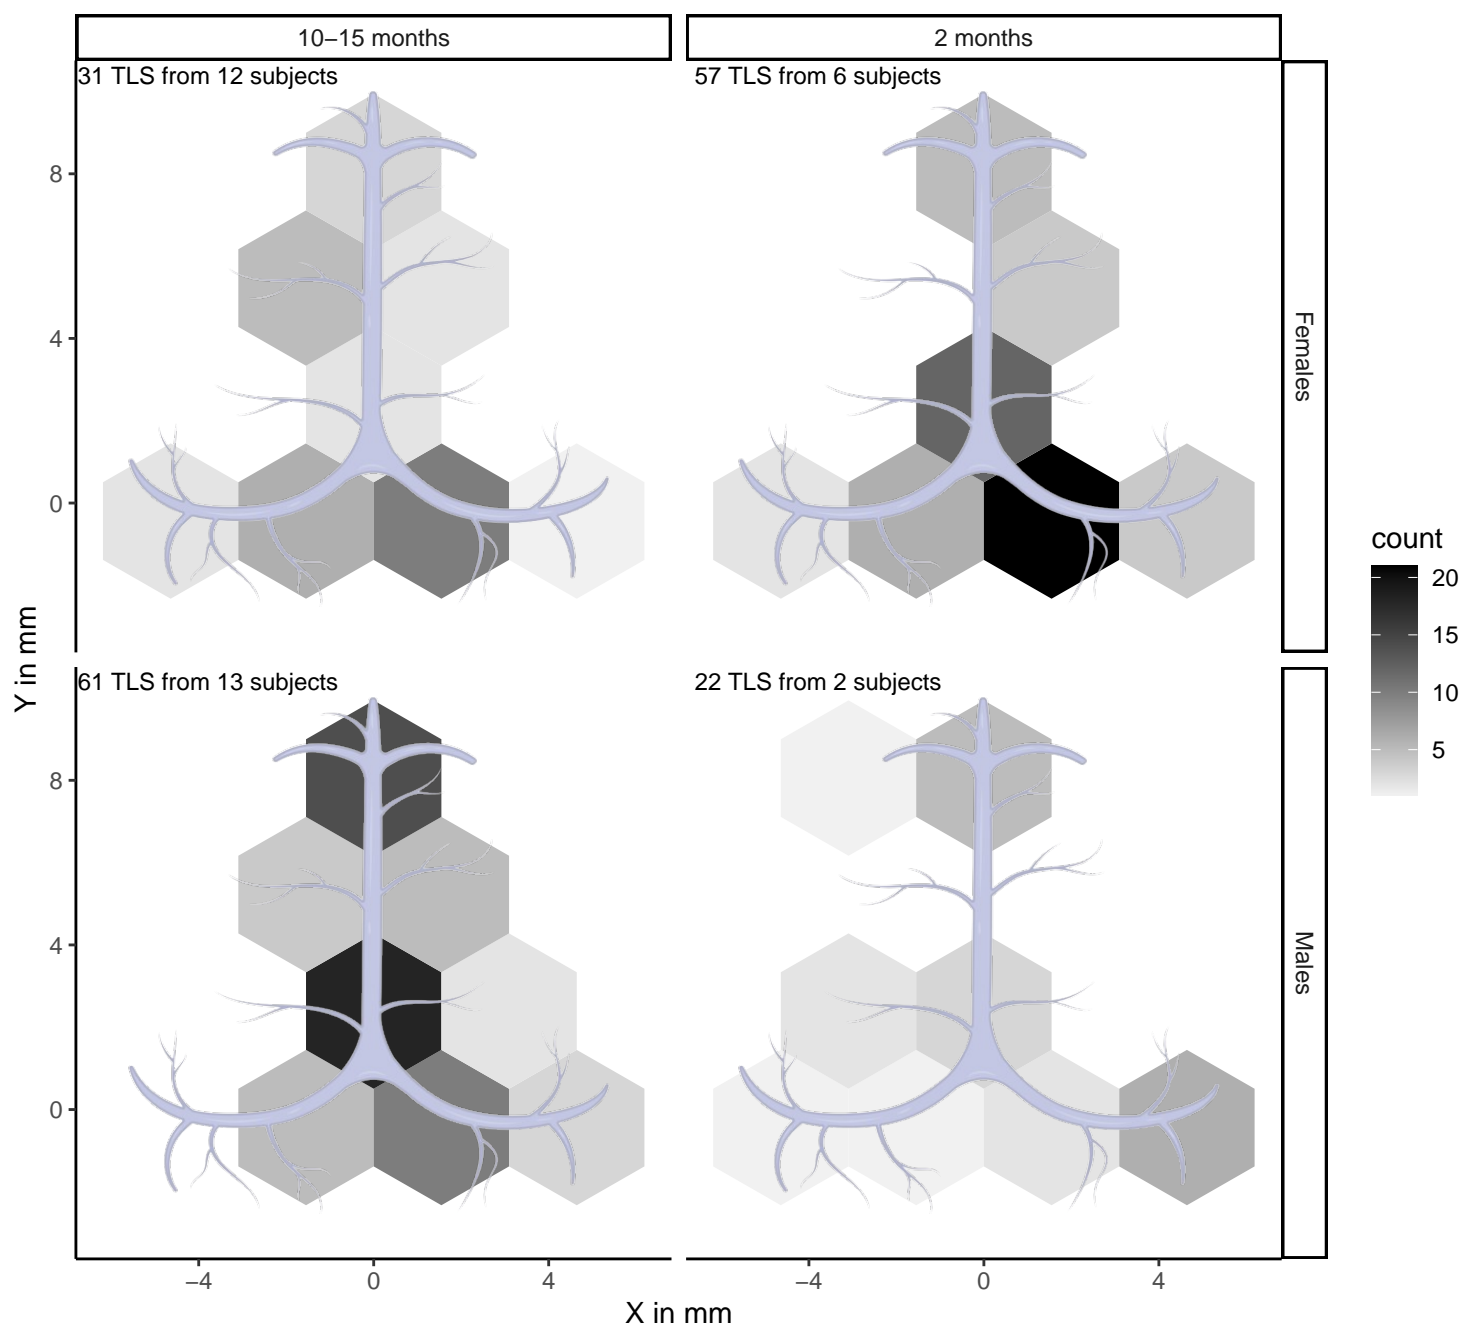 10–15 months
2 months
31 TLS from 12 subjects
57 TLS from 6 subjects
8
4
0
Females
Y in mm
61 TLS from 13 subjects
22 TLS from 2 subjects
8
4
0
Males
−4
0
4
−4
0
4
X in mm
count
20
15
10
5